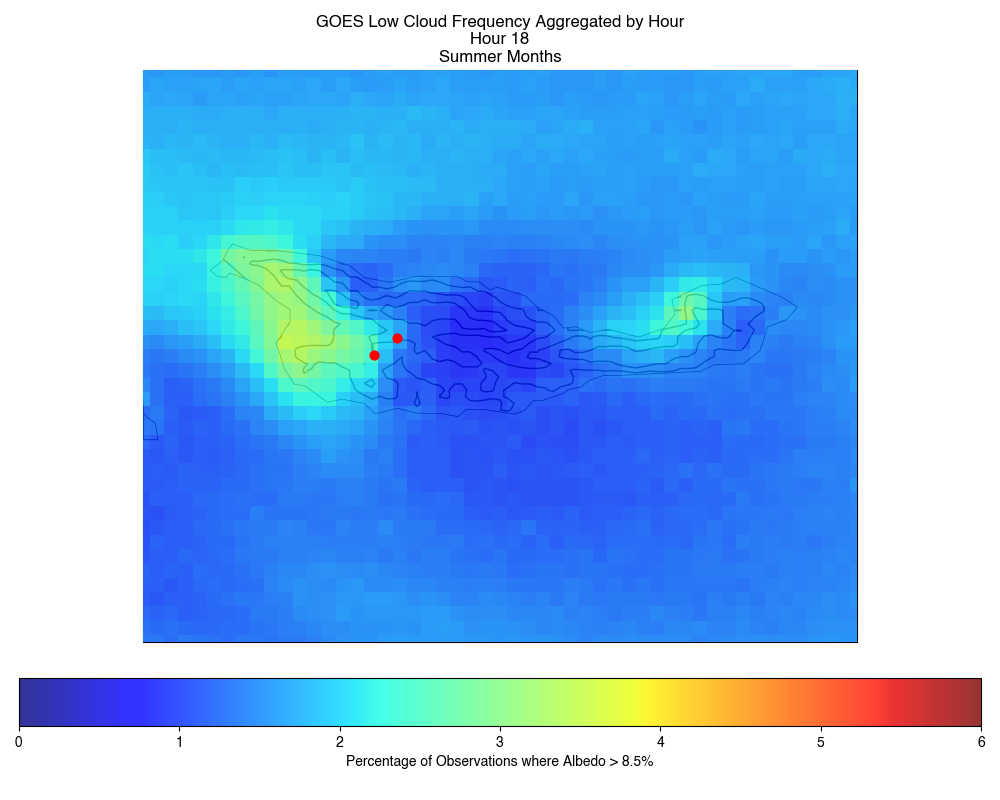 GOES Low Cloud Frequency Aggregated by Hour
Hour 18
Summer Months
0 1 2 3 4 5 6
Percentage of Observations where Albedo > 8.5%